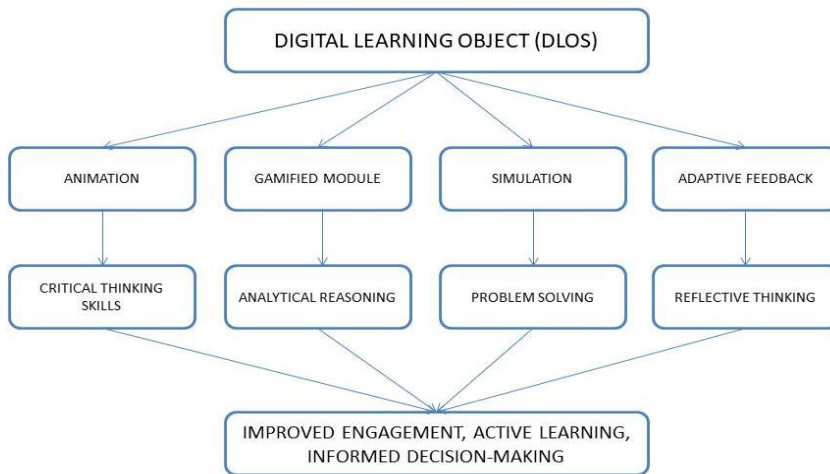 DIGITAL LEARNING OBJECT (DLOS)
ANIMATION
GAMIFIED MODULE
SIMULATION
ADAPTIVE FEEDBACK
CRITICAL THINKING
SKILLS
ANALYTICAL REASONING
PROBLEM SOLVING
REFLECTIVE THINKING
IMPROVED ENGAGEMENT, ACTIVE LEARNING,
INFORMED DECISION-MAKING